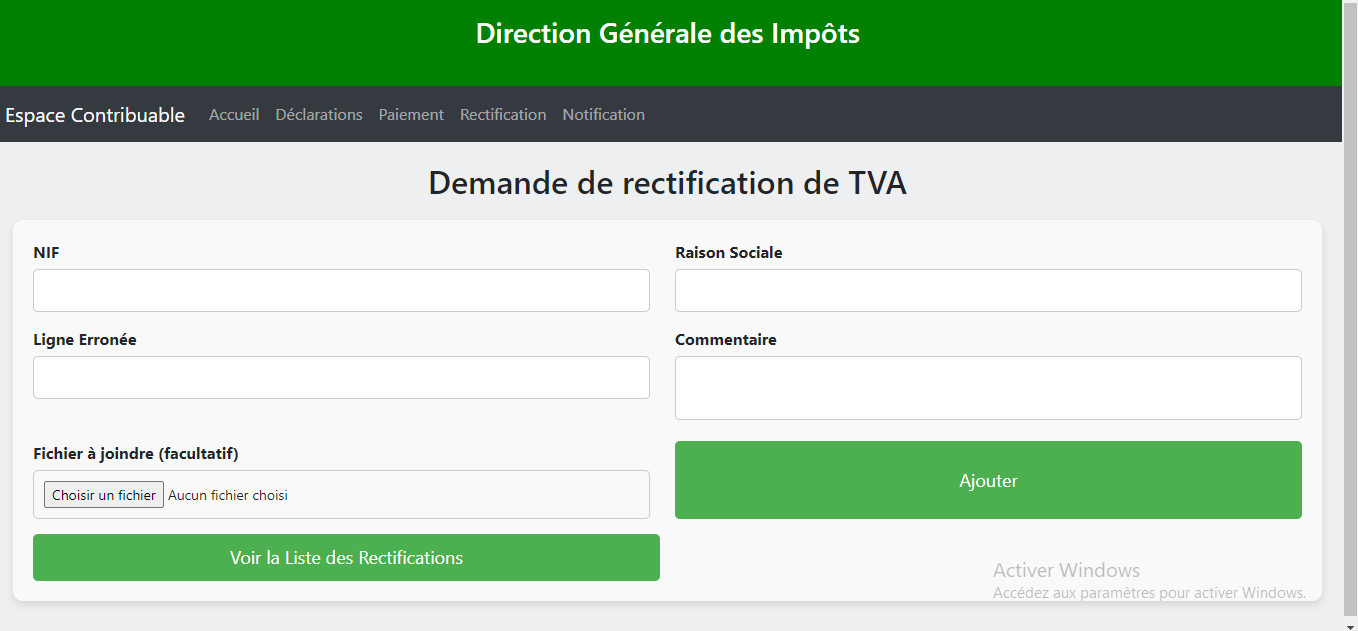 Direction Générale des Impôts
Espace Contribuable Accueil Déclarations Paiement Rectification Notification
Demande de rectification de TVA
NIF
Raison Sociale
Ligne Erronée
Commentaire
Fichier à joindre (facultatif)
Choisir un fichier Aucun fichier choisi
Ajouter
Voir la Liste des Rectifications
Activer Windows
Accédez aux paramètres pour activer Windows.